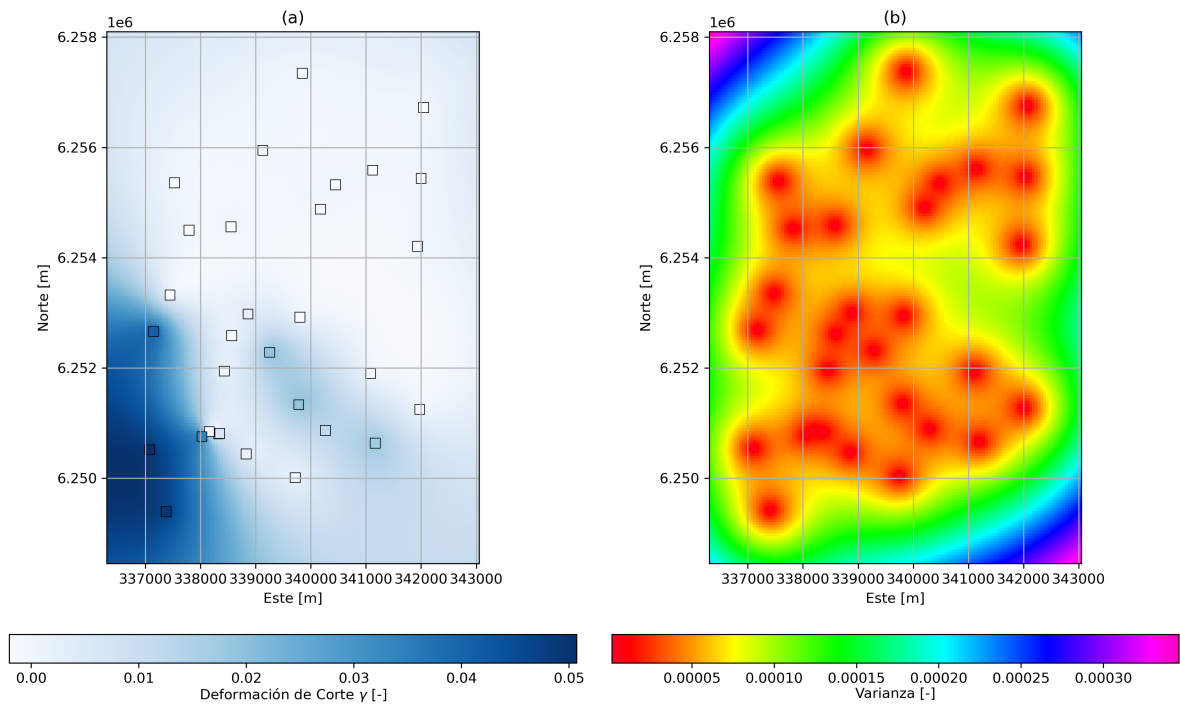 (a)
1e6
6.258
6.256
6.254
6.252
6.250
Norte [m]
337000 338000 339000 340000 341000 342000 343000
Este [m]
0.00 0.01 0.02 0.03 0.04 0.05
Deformación de Corte γ [-]
(b)
1e6
6.258
6.256
6.254
6.252
6.250
Norte [m]
337000 338000 339000 340000 341000 342000 343000
Este [m]
0.00005 0.00010 0.00015 0.00020 0.00025 0.00030
Varianza [-]